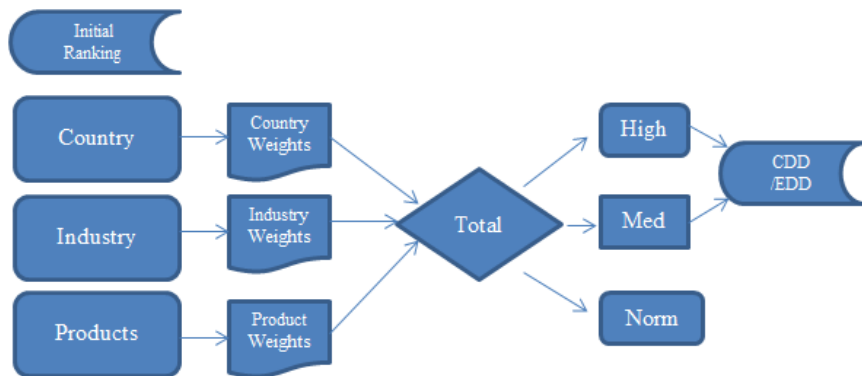 Initial
Ranking
Country
Country
Weights
High
CDD
/EDD
Industry
Industry
Weights
Total
Med
Products
Product
Weights
Norm